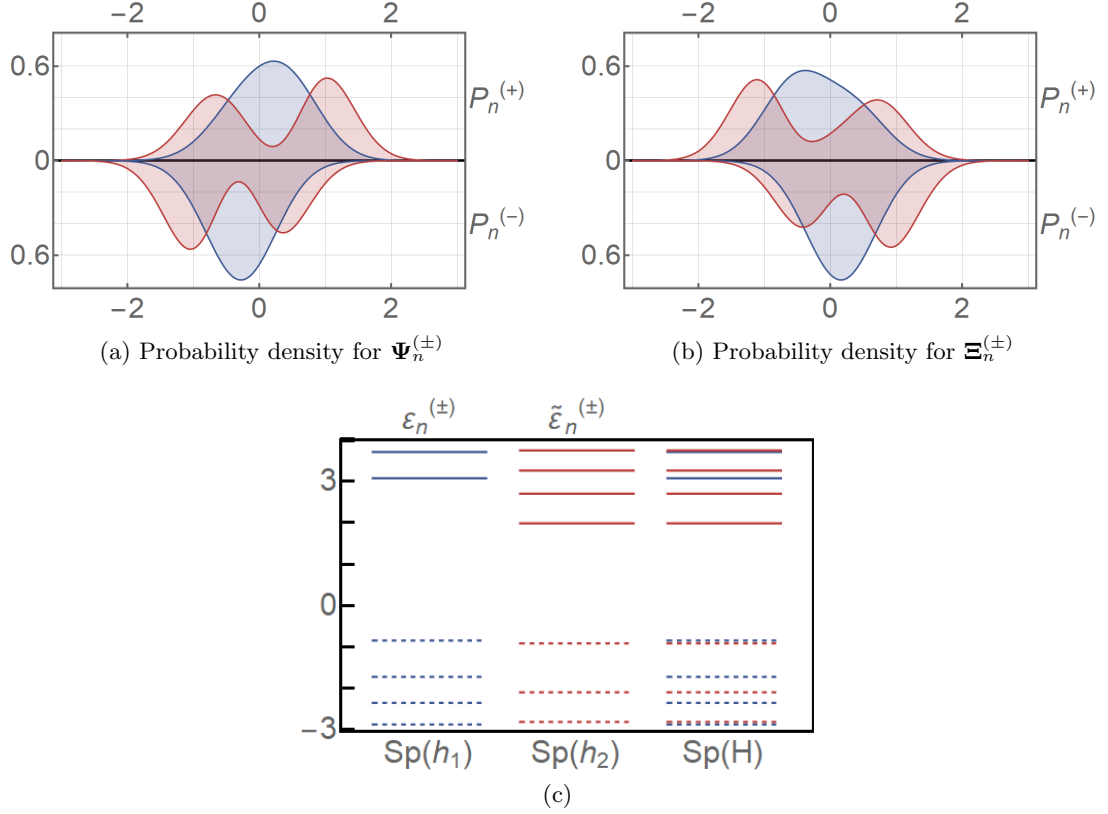 −2 0 2 −2 0 2
0.6 0.6
P_n^(+) P_n^(+)
0 0
P_n^(−) P_n^(−)
0.6 0.6
−2 0 2 −2 0 2
(a) Probability density for Ψ_n^(±)
(b) Probability density for Ξ_n^(±)
ε_n^(±) ε̃_n^(±)
3
0
−3
Sp(h₁) Sp(h₂) Sp(H)
(c)